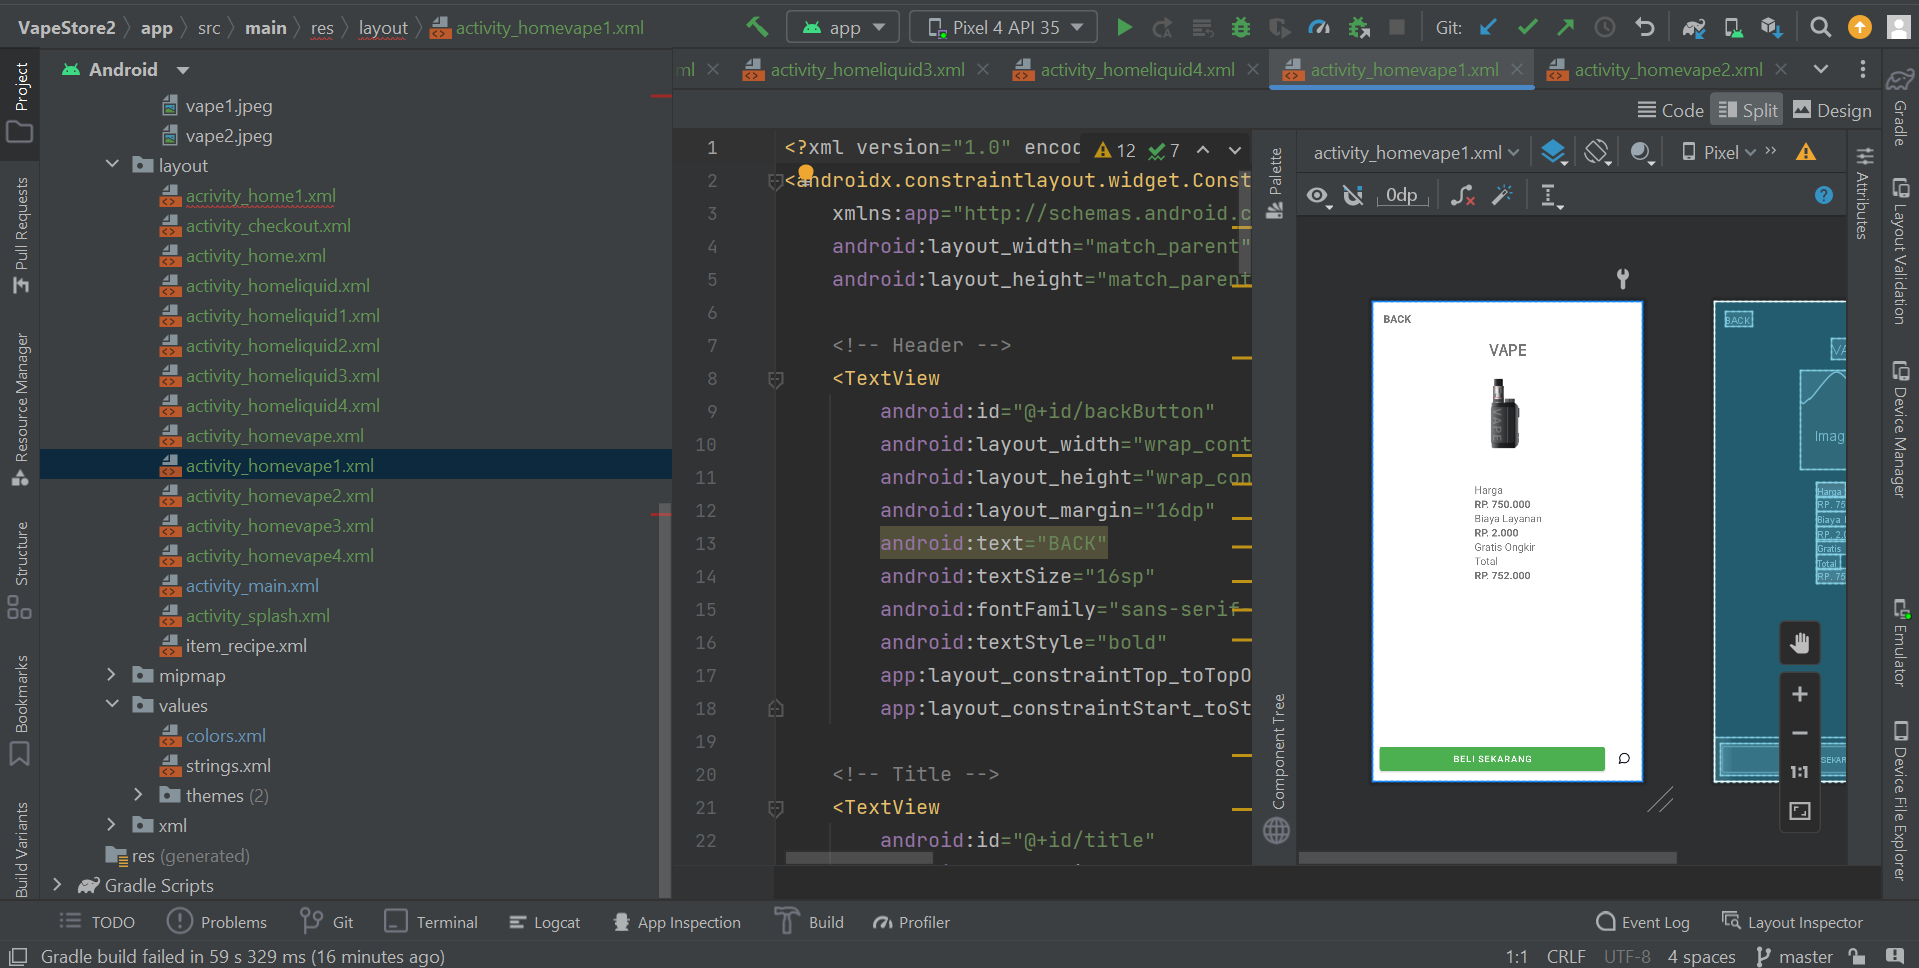 VapeStore2 app src main res layout activity_homevape1.xml
app
Pixel 4 API 35
Git:
Android
ml
activity_homeliquid3.xml
activity_homeliquid4.xml
activity_homevape1.xml
activity_homevape2.xml
Code
Split
Design
Project
Pull Requests
Resource Manager
Structure
Bookmarks
Build Variants
vape1.jpeg
vape2.jpeg
layout
acrivity_home1.xml
activity_checkout.xml
activity_home.xml
activity_homeliquid.xml
activity_homeliquid1.xml
activity_homeliquid2.xml
activity_homeliquid3.xml
activity_homeliquid4.xml
activity_homevape.xml
activity_homevape1.xml
activity_homevape2.xml
activity_homevape3.xml
activity_homevape4.xml
activity_main.xml
activity_splash.xml
item_recipe.xml
mipmap
values
colors.xml
strings.xml
themes (2)
xml
res (generated)
Gradle Scripts
1 <?xml version="1.0" encod
12 7
2 <androidx.constraintlayout.widget.Const
3 xmlns:app="http://schemas.android.c
4 android:layout_width="match_parent"
5 android:layout_height="match_parent
6
7 <!-- Header -->
8 <TextView
9 android:id="@+id/backButton"
10 android:layout_width="wrap_cont
11 android:layout_height="wrap_con
12 android:layout_margin="16dp"
13 android:text="BACK"
14 android:textSize="16sp"
15 android:fontFamily="sans-serif-
16 android:textStyle="bold"
17 app:layout_constraintTop_toTopO
18 app:layout_constraintStart_toSt
19
20 <!-- Title -->
21 <TextView
22 android:id="@+id/title"
Palette
Component Tree
activity_homevape1.xml
Pixel
0dp
BACK
VAPE
VAPE
Harga
RP. 750.000
Biaya Layanan
RP. 2.000
Gratis Ongkir
Total
RP. 752.000
BELI SEKARANG
BACK
VA
Imag
Harga
RP. 75
Biaya
RP. 2.0
Gratis
Total
RP. 75
SEKAR
1:1
Attributes
Gradle
Layout Validation
Device Manager
Emulator
Device File Explorer
TODO
Problems
Git
Terminal
Logcat
App Inspection
Build
Profiler
Event Log
Layout Inspector
Gradle build failed in 59 s 329 ms (16 minutes ago)
1:1
CRLF
UTF-8
4 spaces
master